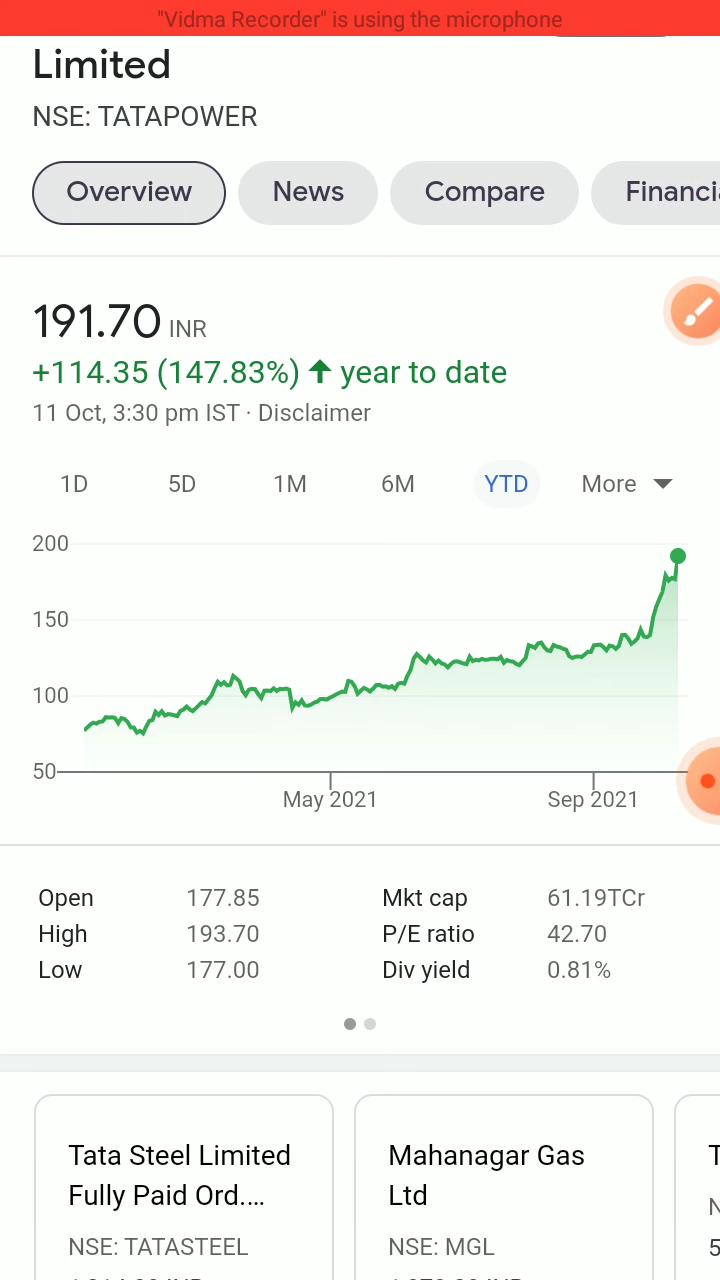 "Vidma Recorder" is using the microphone
Limited
NSE: TATAPOWER
Overview News Compare
191.70 INR
+114.35 (147.83%) ↑ year to date
11 Oct, 3:30 pm IST · Disclaimer
1D 5D 1M 6M YTD More
200
150
100
50
May 2021 Sep 2021
Open 177.85 Mkt cap 61.19TCr
High 193.70 P/E ratio 42.70
Low 177.00 Div yield 0.81%
Tata Steel Limited
Fully Paid Ord....
NSE: TATASTEEL
Mahanagar Gas
Ltd
NSE: MGL